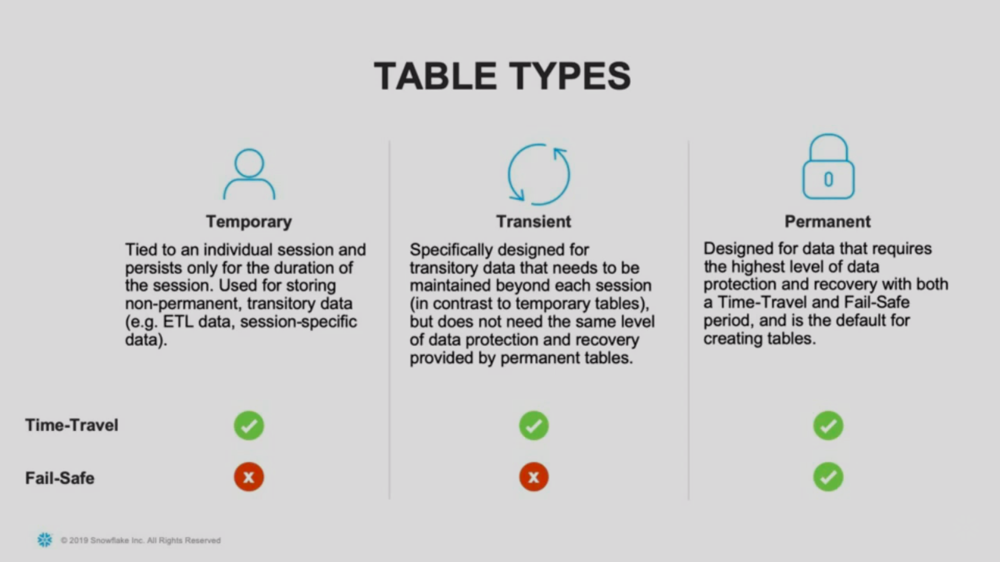 TABLE TYPES
Temporary
Tied to an individual session and
persists only for the duration of
the session. Used for storing
non-permanent, transitory data
(e.g. ETL data, session-specific
data).
Transient
Specifically designed for
transitory data that needs to be
maintained beyond each session
(in contrast to temporary tables),
but does not need the same level
of data protection and recovery
provided by permanent tables.
Permanent
Designed for data that requires
the highest level of data
protection and recovery with both
a Time-Travel and Fail-Safe
period, and is the default for
creating tables.
Time-Travel
Fail-Safe
© 2019 Snowflake Inc. All Rights Reserved